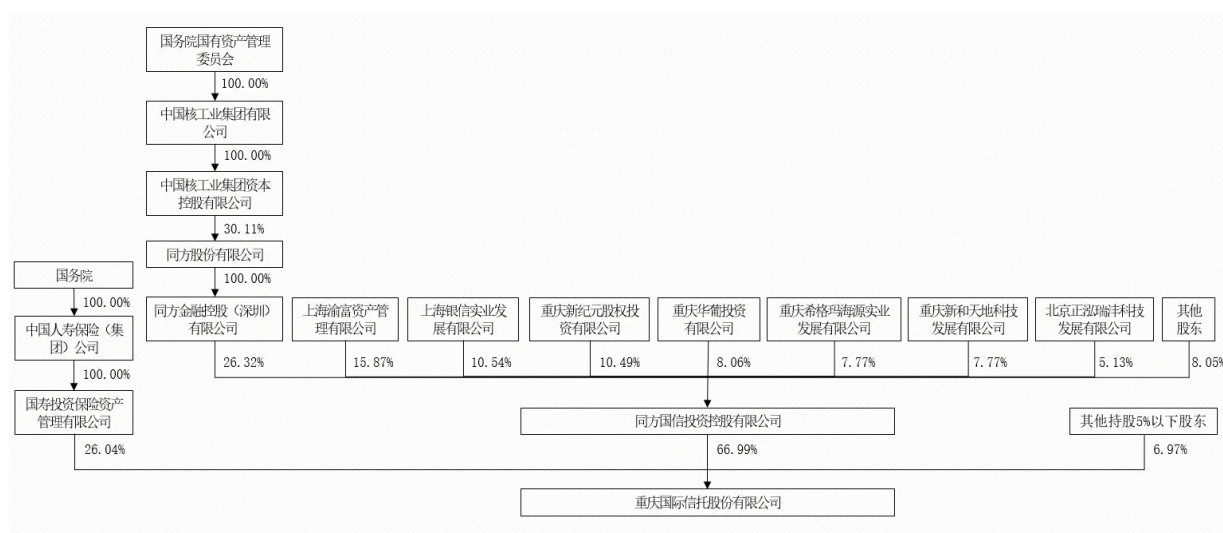 国务院国有资产管理
委员会
100.00%
中国核工业集团有限
公司
100.00%
中国核工业集团资本
控股有限公司
30.11%
同方股份有限公司
100.00%
国务院
100.00%
中国人寿保险（集
团）公司
100.00%
国寿投资保险资产
管理有限公司
26.04%
同方金融控股（深圳）
有限公司
26.32%
上海渝富资产管
理有限公司
15.87%
上海银信实业发
展有限公司
10.54%
重庆新纪元股权投
资有限公司
10.49%
重庆华葡投资
有限公司
8.06%
重庆希格玛海源实业
发展有限公司
7.77%
重庆新和天地科技
发展有限公司
7.77%
北京正泓瑞沣科技
发展有限公司
5.13%
其他
股东
8.05%
同方国信投资控股有限公司
66.99%
其他持股5%以下股东
6.97%
重庆国际信托股份有限公司